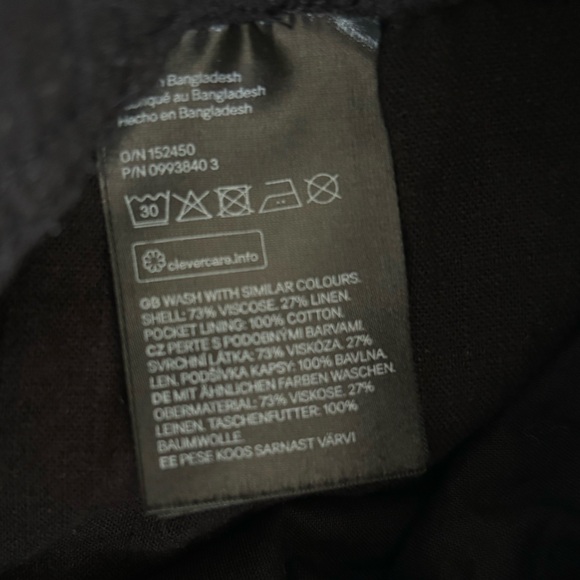 Bangladesh
au Bangladesh
Hecho en Bangladesh
O/N 152450
P/N 0993840 3
30
clevercare.info
GB WASH WITH SIMILAR COLOURS.
SHELL: 73% VISCOSE. 27% LINEN.
POCKET LINING: 100% COTTON.
CZ PERTE S PODOBNÝMI BARVAMI.
SVRCHNÍ LÁTKA: 73% VISKÓZA. 27%
LEN. PODŠÍVKA KAPSY: 100% BAVLNA.
DE MIT ÄHNLICHEN FARBEN WASCHEN.
OBERMATERIAL: 73% VISKOSE. 27%
LEINEN. TASCHENFUTTER: 100%
BAUMWOLLE.
EE PESE KOOS SARNAST VÄRVI